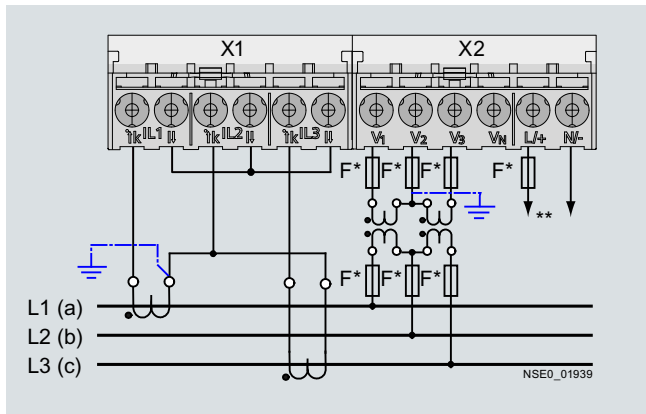 X1 X2
°k IL1 °l °k IL2 °l °k IL3 °l V₁ V₂ V₃ VN L/+ N/-
F* F* F* F*
**
F* F* F*
L1 (a)
L2 (b)
L3 (c)
NSE0_01939